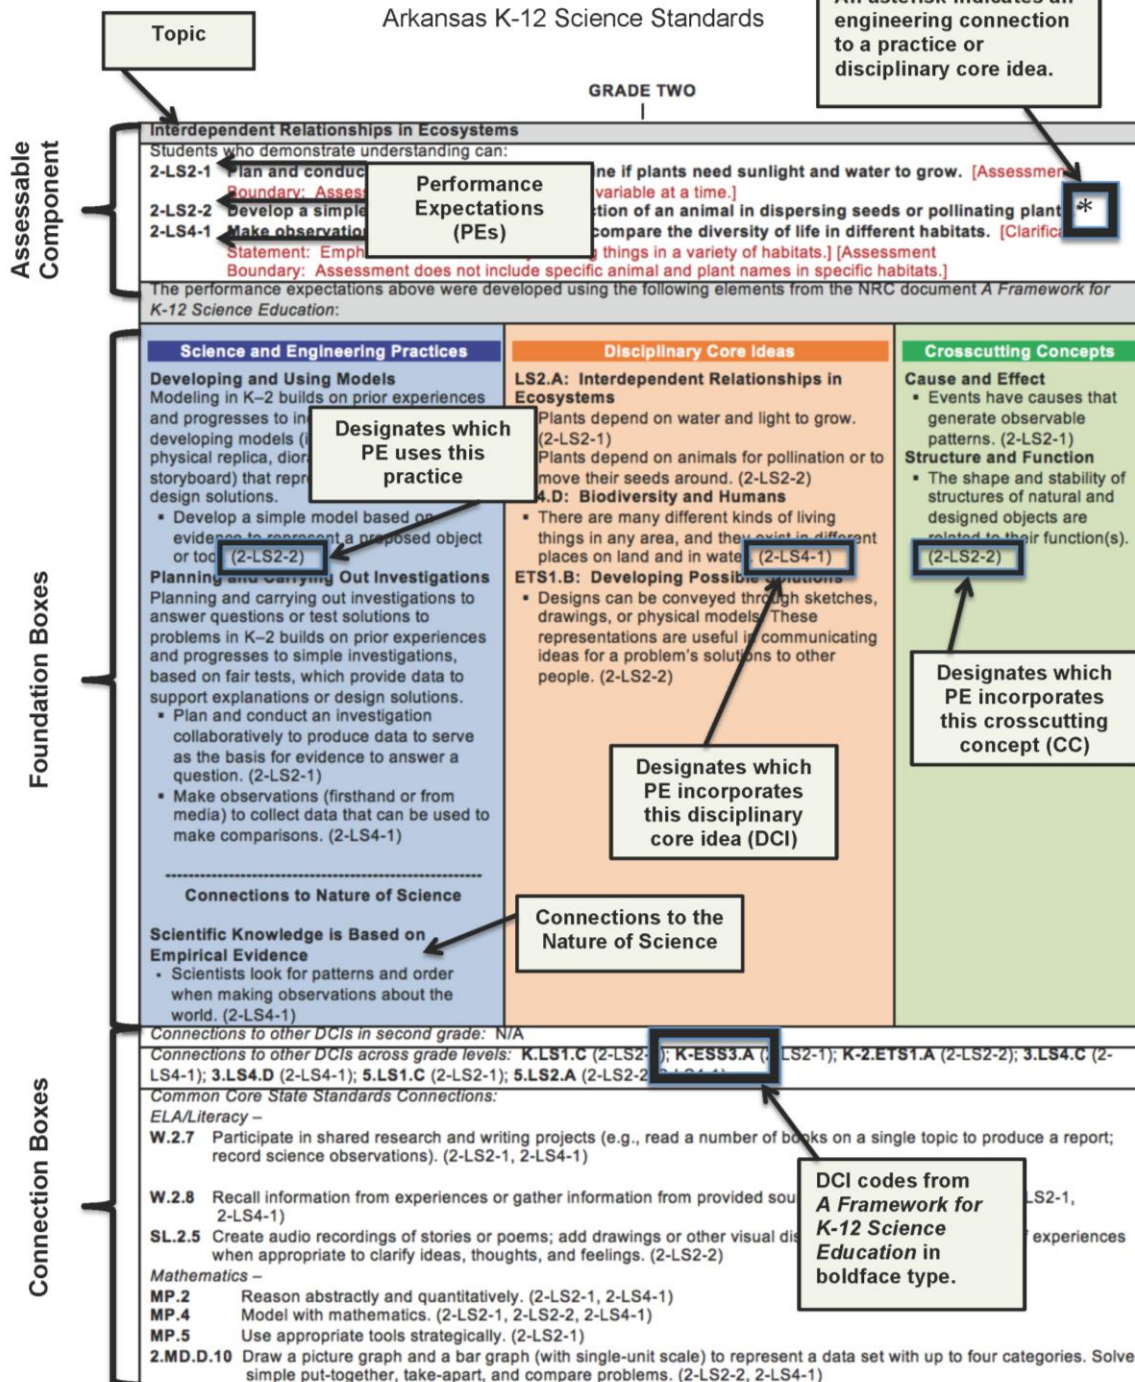 Arkansas K-12 Science Standards
Topic
engineering connection
to a practice or
disciplinary core idea.
GRADE TWO
Assessable
Component
Interdependent Relationships in Ecosystems
Students who demonstrate understanding can:
2-LS2-1 Plan and conduc ne if plants need sunlight and water to grow. [Assessmen
Boundary: Assess variable at a time.]
2-LS2-2 Develop a simple ction of an animal in dispersing seeds or pollinating plant *
2-LS4-1 Make observation compare the diversity of life in different habitats. [Clarifica
Statement: Emph g things in a variety of habitats.] [Assessment
Boundary: Assessment does not include specific animal and plant names in specific habitats.]
Performance
Expectations
(PEs)
The performance expectations above were developed using the following elements from the NRC document A Framework for
K-12 Science Education:
Foundation Boxes
Science and Engineering Practices
Developing and Using Models
Modeling in K–2 builds on prior experiences
and progresses to inc
developing models (i
physical replica, dior
storyboard) that repr
design solutions.
▪ Develop a simple model based on
evidence to represent a proposed object
or too (2-LS2-2)
Designates which
PE uses this
practice
Planning and Carrying Out Investigations
Planning and carrying out investigations to
answer questions or test solutions to
problems in K–2 builds on prior experiences
and progresses to simple investigations,
based on fair tests, which provide data to
support explanations or design solutions.
▪ Plan and conduct an investigation
collaboratively to produce data to serve
as the basis for evidence to answer a
question. (2-LS2-1)
▪ Make observations (firsthand or from
media) to collect data that can be used to
make comparisons. (2-LS4-1)
Connections to Nature of Science
Scientific Knowledge is Based on
Empirical Evidence
▪ Scientists look for patterns and order
when making observations about the
world. (2-LS4-1)
Disciplinary Core Ideas
LS2.A: Interdependent Relationships in
Ecosystems
Plants depend on water and light to grow.
(2-LS2-1)
Plants depend on animals for pollination or to
move their seeds around. (2-LS2-2)
4.D: Biodiversity and Humans
▪ There are many different kinds of living
things in any area, and they exist in different
places on land and in water. (2-LS4-1)
ETS1.B: Developing Possible Solutions
▪ Designs can be conveyed through sketches,
drawings, or physical models. These
representations are useful in communicating
ideas for a problem's solutions to other
people. (2-LS2-2)
Designates which
PE incorporates
this disciplinary
core idea (DCI)
Connections to the
Nature of Science
Crosscutting Concepts
Cause and Effect
▪ Events have causes that
generate observable
patterns. (2-LS2-1)
Structure and Function
▪ The shape and stability of
structures of natural and
designed objects are
related to their function(s).
(2-LS2-2)
Designates which
PE incorporates
this crosscutting
concept (CC)
Connection Boxes
Connections to other DCIs in second grade: N/A
Connections to other DCIs across grade levels: K.LS1.C (2-LS2- ); K-ESS3.A (2-LS2-1); K-2.ETS1.A (2-LS2-2); 3.LS4.C (2-
LS4-1); 3.LS4.D (2-LS4-1); 5.LS1.C (2-LS2-1); 5.LS2.A (2-LS2-2
Common Core State Standards Connections:
ELA/Literacy –
W.2.7 Participate in shared research and writing projects (e.g., read a number of books on a single topic to produce a report;
record science observations). (2-LS2-1, 2-LS4-1)
W.2.8 Recall information from experiences or gather information from provided sou LS2-1,
2-LS4-1)
SL.2.5 Create audio recordings of stories or poems; add drawings or other visual dis f experiences
when appropriate to clarify ideas, thoughts, and feelings. (2-LS2-2)
DCI codes from
A Framework for
K-12 Science
Education in
boldface type.
Mathematics –
MP.2 Reason abstractly and quantitatively. (2-LS2-1, 2-LS4-1)
MP.4 Model with mathematics. (2-LS2-1, 2-LS2-2, 2-LS4-1)
MP.5 Use appropriate tools strategically. (2-LS2-1)
2.MD.D.10 Draw a picture graph and a bar graph (with single-unit scale) to represent a data set with up to four categories. Solve
simple put-together, take-apart, and compare problems. (2-LS2-2, 2-LS4-1)